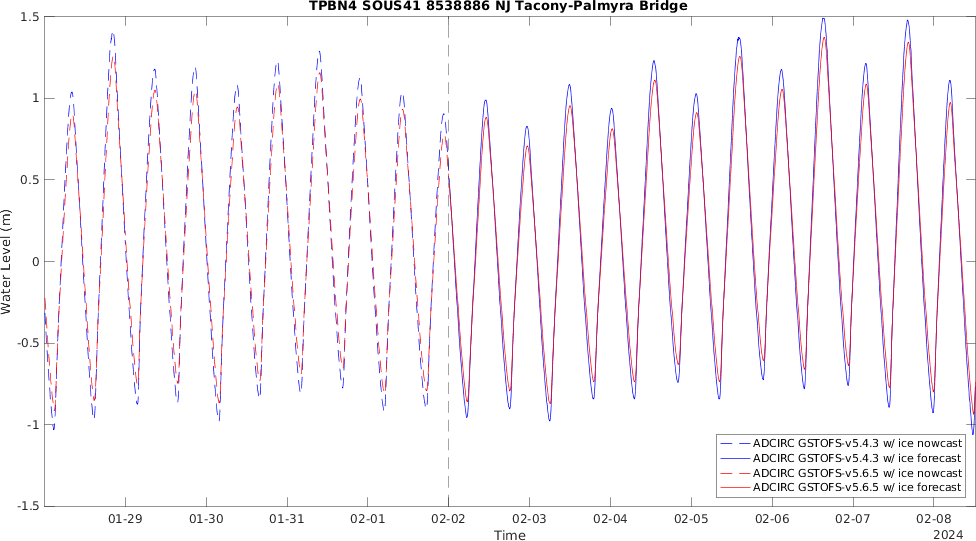 TPBN4 SOUS41 8538886 NJ Tacony-Palmyra Bridge
1.5
1
0.5
0
-0.5
-1
-1.5
Water Level (m)
ADCIRC GSTOFS-v5.4.3 w/ ice nowcast
ADCIRC GSTOFS-v5.4.3 w/ ice forecast
ADCIRC GSTOFS-v5.6.5 w/ ice nowcast
ADCIRC GSTOFS-v5.6.5 w/ ice forecast
01-29 01-30 01-31 02-01 02-02 02-03 02-04 02-05 02-06 02-07 02-08
Time
2024